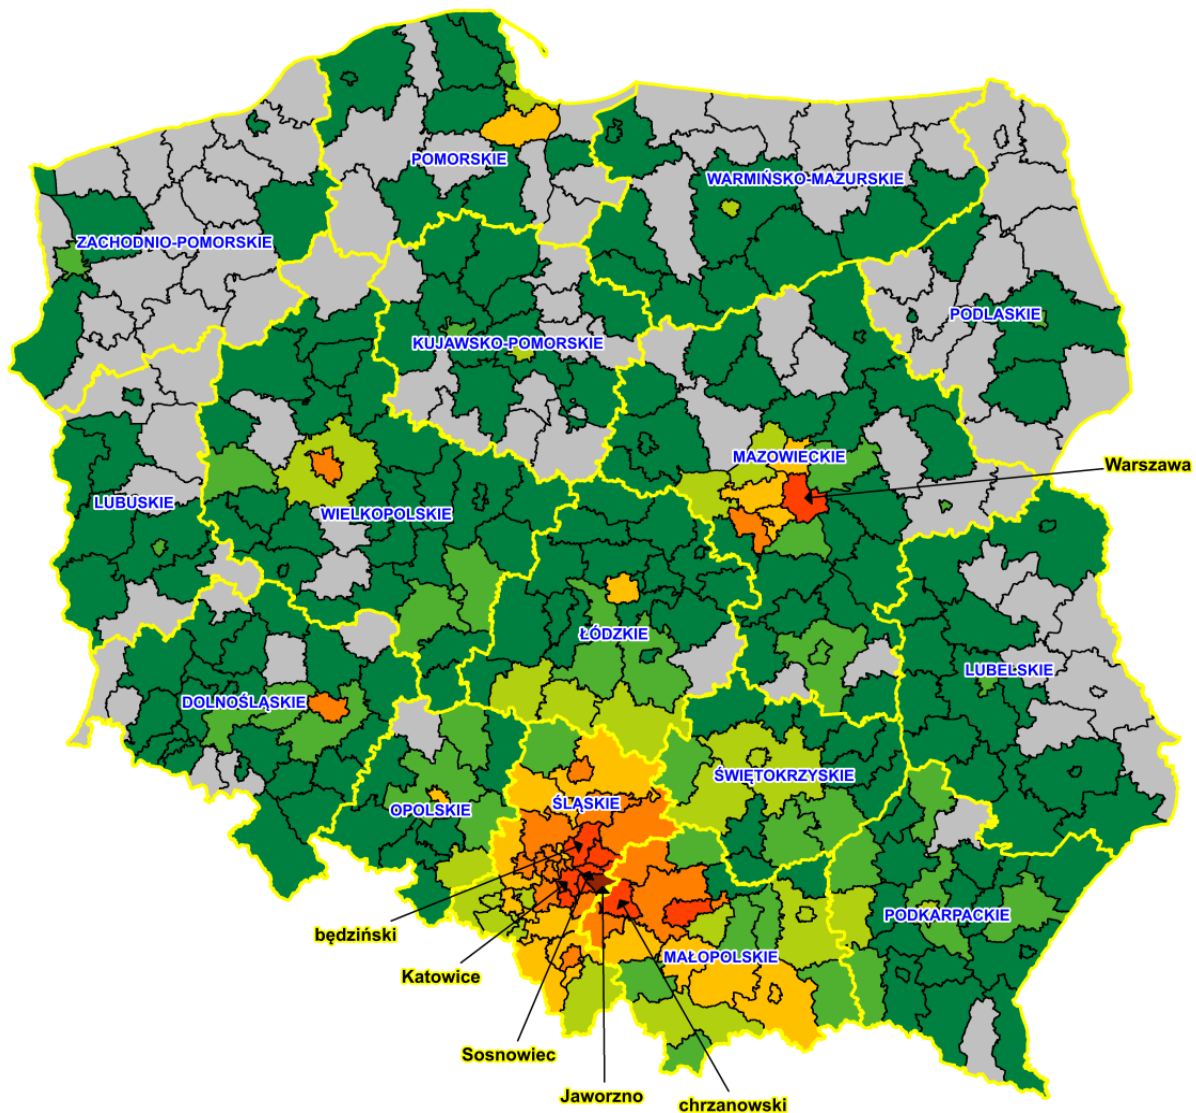 POMORSKIE
WARMIŃSKO-MAZURSKIE
ZACHODNIO-POMORSKIE
PODLASKIE
KUJAWSKO-POMORSKIE
MAZOWIECKIE
Warszawa
LUBUSKIE
WIELKOPOLSKIE
ŁÓDZKIE
LUBELSKIE
DOLNOŚLĄSKIE
ŚWIĘTOKRZYSKIE
OPOLSKIE
ŚLĄSKIE
PODKARPACKIE
będziński
MAŁOPOLSKIE
Katowice
Sosnowiec
Jaworzno
chrzanowski